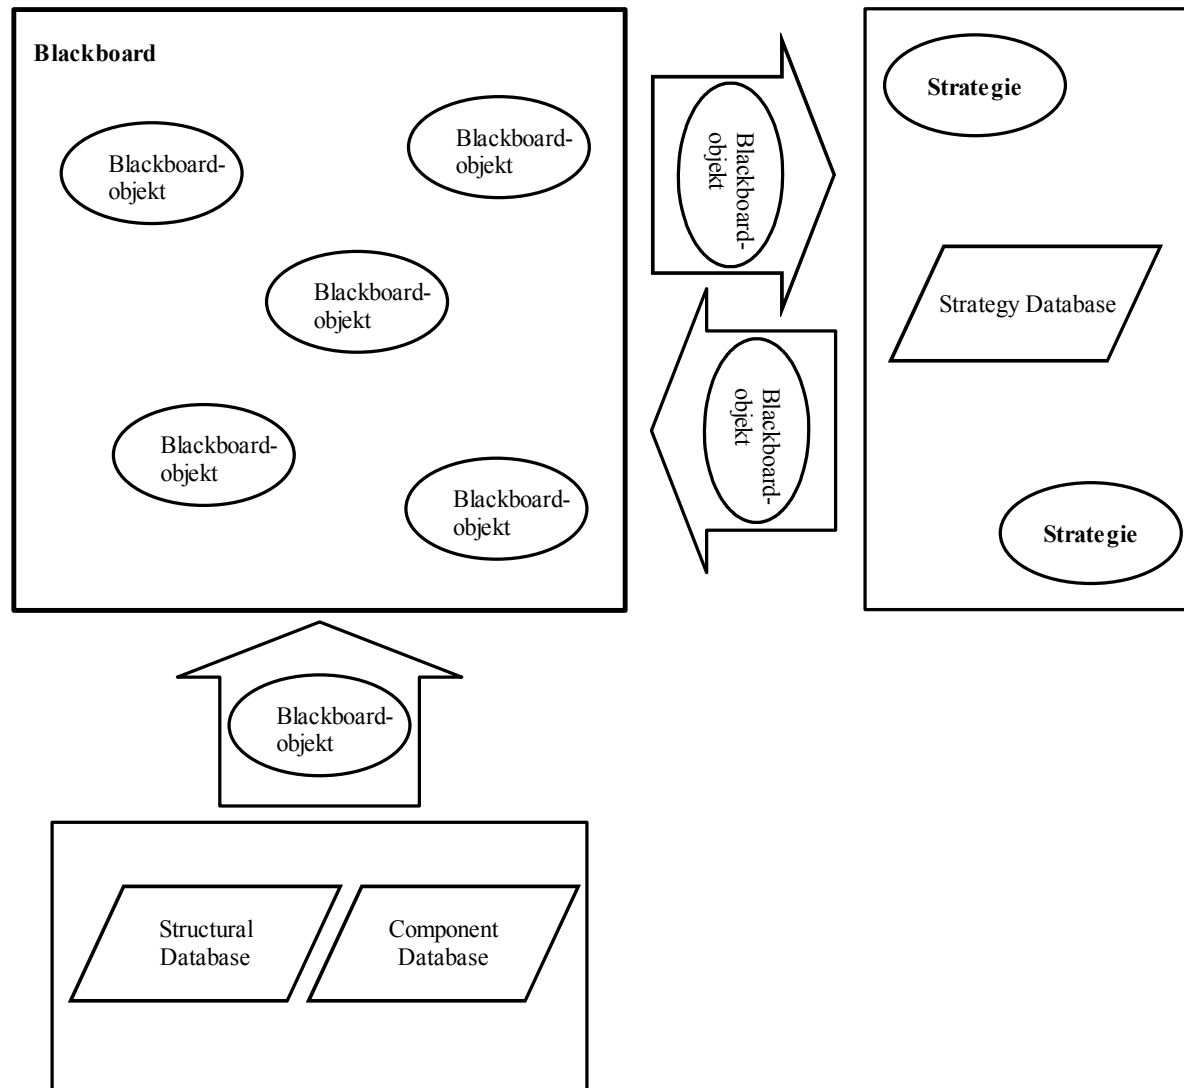 Blackboard
Blackboard-
objekt
Blackboard-
objekt
Blackboard-
objekt
Blackboard-
objekt
Blackboard-
objekt
Blackboard-
objekt
Blackboard-
objekt
Strategie
Strategy Database
Strategie
Blackboard-
objekt
Structural
Database
Component
Database